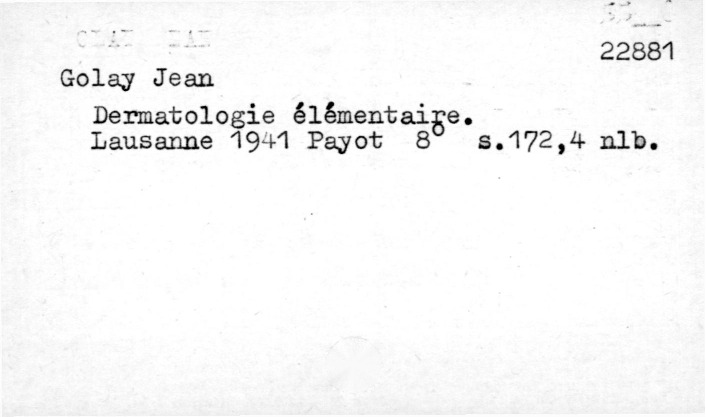 22881
Golay Jean
Dermatologie élémentaire.
Lausanne 1941 Payot 8° s.172,4 nlb.